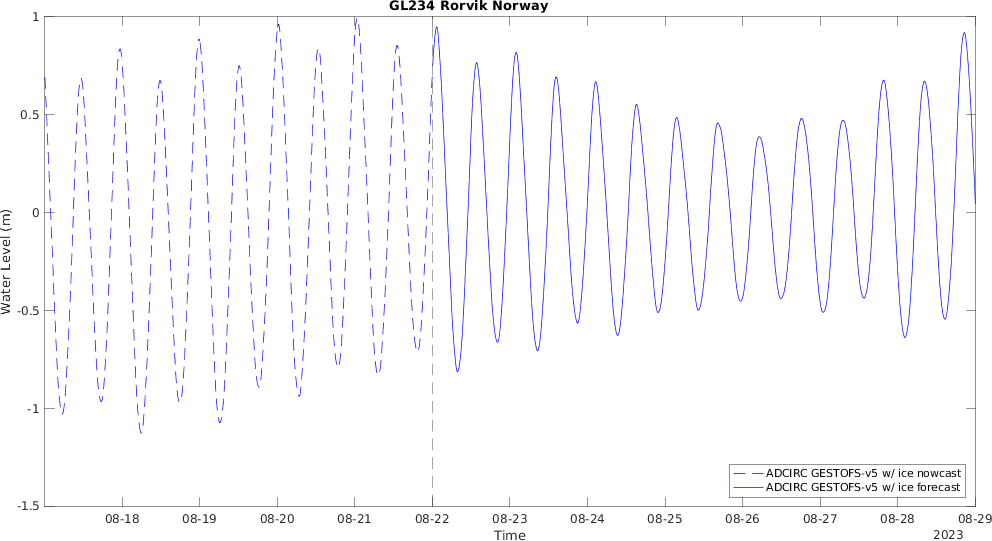 GL234 Rorvik Norway
1
0.5
0
-0.5
-1
-1.5
Water Level (m)
ADCIRC GESTOFS-v5 w/ ice nowcast
ADCIRC GESTOFS-v5 w/ ice forecast
08-18 08-19 08-20 08-21 08-22 08-23 08-24 08-25 08-26 08-27 08-28 08-29
Time
2023